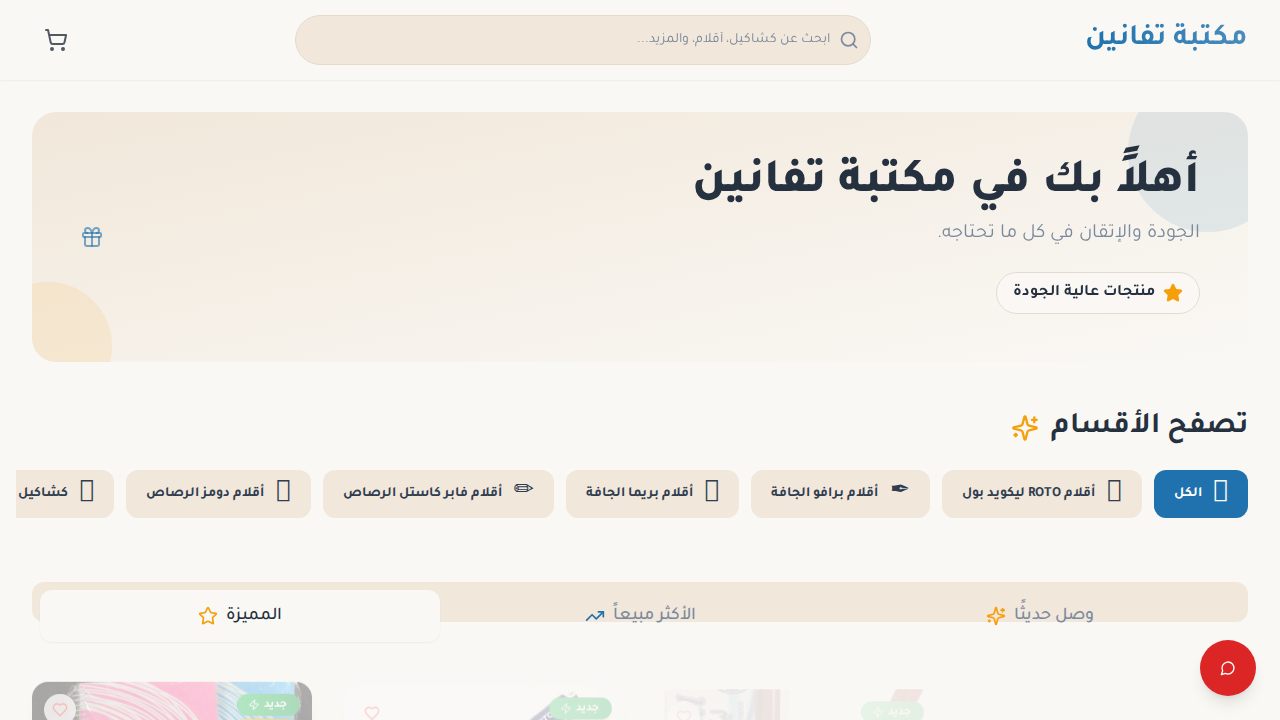 مكتبة تفانين
ابحث عن كشاكيل، أقلام، والمزيد...
أهلاً بك في مكتبة تفانين
الجودة والإتقان في كل ما تحتاجه.
منتجات عالية الجودة
تصفح الأقسام
الكل
أقلام ROTO ليكويد بول
أقلام برافو الجافة
أقلام بريما الجافة
أقلام فابر كاستل الرصاص
أقلام دومز الرصاص
كشاكيل
وصل حديثًا
الأكثر مبيعاً
المميزة
جديد
جديد
جديد